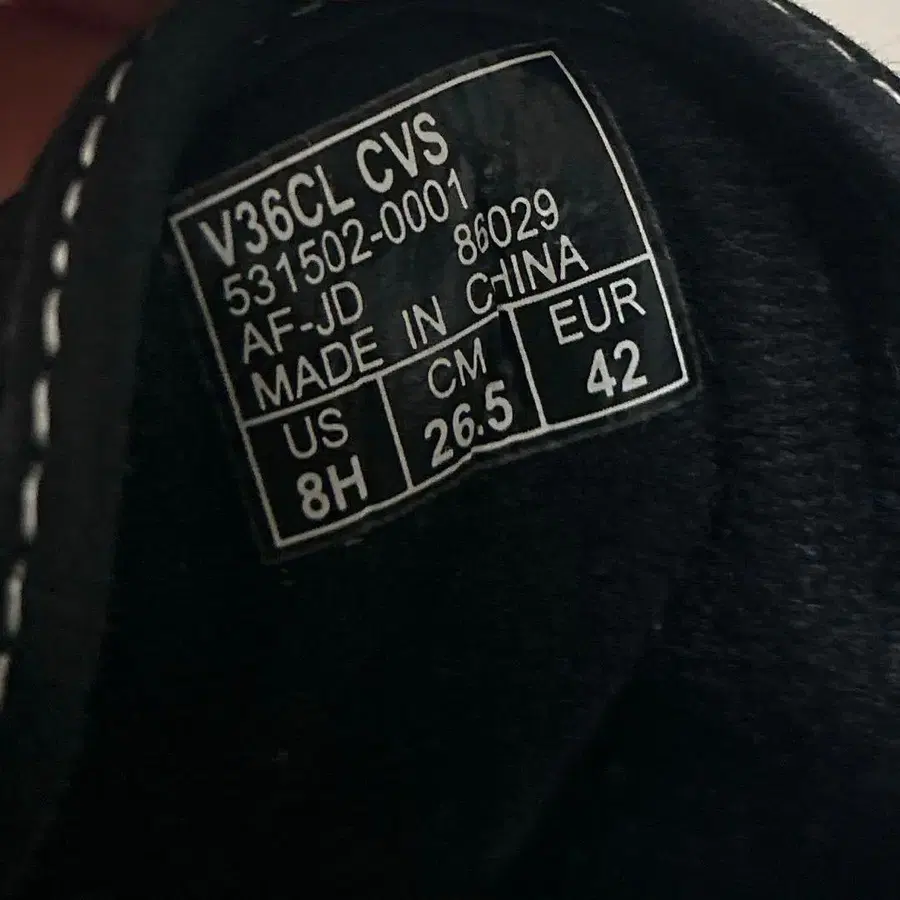 V36CL CVS
531502-0001
AF-JD 86029
MADE IN CHINA
US CM EUR
8H 26.5 42